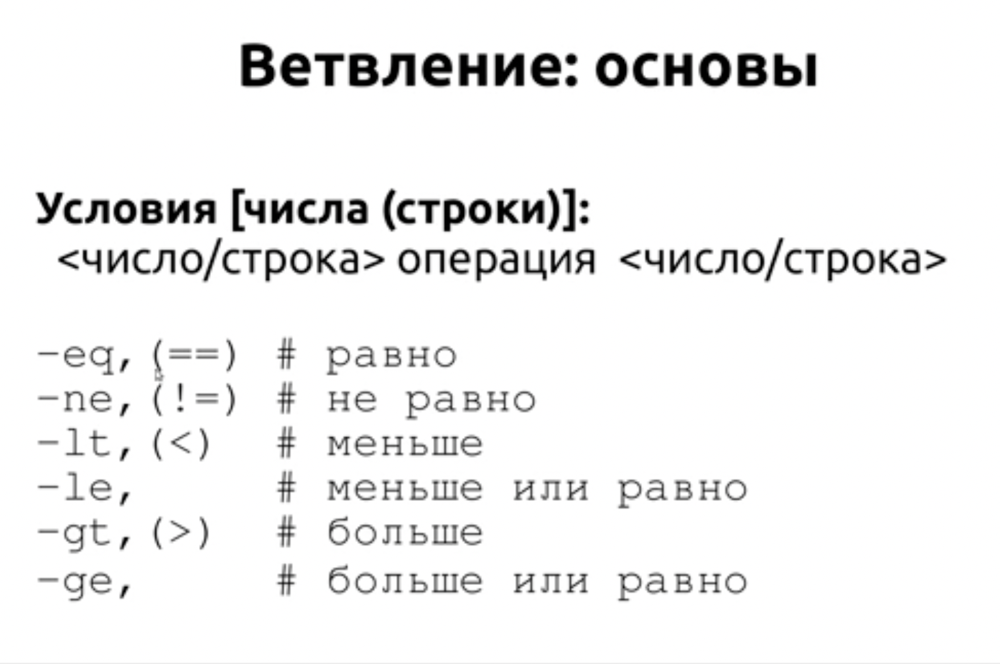 Ветвление: основы
Условия [числа (строки)]:
<число/строка> операция <число/строка>
-eq, (==) # равно
-ne, (!=) # не равно
-lt, (<) # меньше
-le, # меньше или равно
-gt, (>) # больше
-ge, # больше или равно